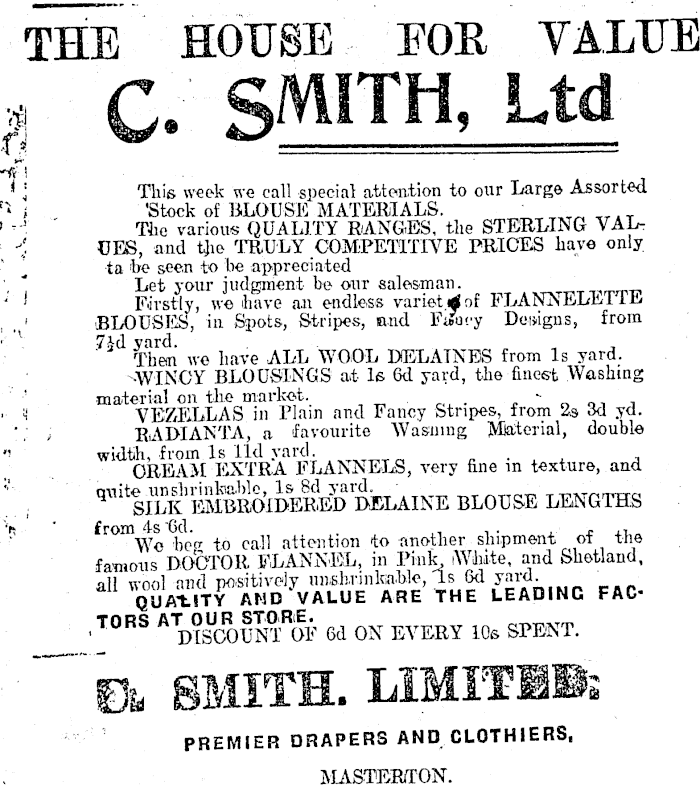 THE HOUSE FOR VALUE
C. SMITH, Ltd
This week we call special attention to our Large Assorted
Stock of BLOUSE MATERIALS.
The various QUALITY RANGES, the STERLING VAL-
UES, and the TRULY COMPETITIVE PRICES have only
ta be seen to be appreciated
Let your judgment be our salesman.
Firstly, we have an endless variet of FLANNELETTE
BLOUSES, in Spots, Stripes, and Fancy Designs, from
7½d yard.
Then we have ALL WOOL DELAINES from 1s yard.
WINCY BLOUSINGS at 1s 6d yard, the finest Washing
material on the market.
VEZELLAS in Plain and Fancy Stripes, from 2s 3d yd.
RADIANTA, a favourite Washing Material, double
width, from 1s 11d yard.
CREAM EXTRA FLANNELS, very fine in texture, and
quite unshrinkable, 1s 8d yard.
SILK EMBROIDERED DELAINE BLOUSE LENGTHS
from 4s 6d.
We beg to call attention to another shipment of the
famous DOCTOR FLANNEL, in Pink, White, and Shetland,
all wool and positively unshrinkable, 1s 6d yard.
QUALITY AND VALUE ARE THE LEADING FAC-
TORS AT OUR STORE.
DISCOUNT OF 6d ON EVERY 10s SPENT.
SMITH. LIMITED,
PREMIER DRAPERS AND CLOTHIERS,
MASTERTON.